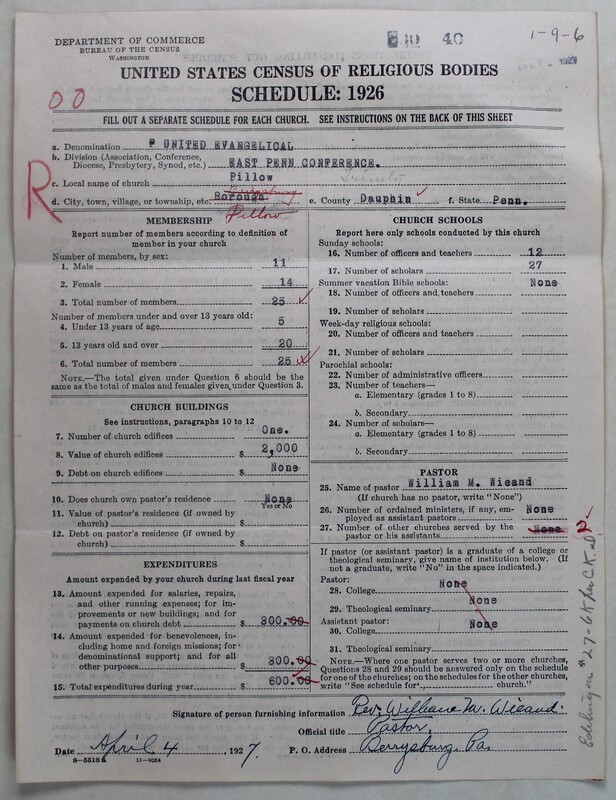 DEPARTMENT OF COMMERCE
BUREAU OF THE CENSUS
WASHINGTON
30 40
1-9-6
UNITED STATES CENSUS OF RELIGIOUS BODIES
SCHEDULE: 1926
00
FILL OUT A SEPARATE SCHEDULE FOR EACH CHURCH. SEE INSTRUCTIONS ON THE BACK OF THIS SHEET
a. Denomination P UNITED EVANGELICAL
b. Division (Association, Conference, Diocese, Presbytery, Synod, etc.) EAST PENN CONFERENCE.
c. Local name of church Pillow Trinity
R
d. City, town, village, or township, etc. Borough Pillow e. County Dauphin f. State Penn.
MEMBERSHIP
Report number of members according to definition of
member in your church
Number of members, by sex:
1. Male 11
2. Female 14
3. Total number of members 25
Number of members under and over 13 years old:
4. Under 13 years of age 5
5. 13 years old and over 20
6. Total number of members 25
NOTE.—The total given under Question 6 should be the
same as the total of males and females given under Question 3.
CHURCH BUILDINGS
See instructions, paragraphs 10 to 12
7. Number of church edifices One.
8. Value of church edifices $ 2,000
9. Debt on church edifices $ None
10. Does church own pastor's residence None
Yes or No
11. Value of pastor's residence (if owned by
church) $
12. Debt on pastor's residence (if owned by
church) $
EXPENDITURES
Amount expended by your church during last fiscal year
13. Amount expended for salaries, repairs,
and other running expenses; for im-
provements or new buildings; and for
payments on church debt $ 300.00
14. Amount expended for benevolences, in-
cluding home and foreign missions; for
denominational support; and for all
other purposes $ 300.00
15. Total expenditures during year $ 600.00
CHURCH SCHOOLS
Report here only schools conducted by this church
Sunday schools:
16. Number of officers and teachers 12
17. Number of scholars 27
Summer vacation Bible schools: None
18. Number of officers and teachers
19. Number of scholars
Week-day religious schools:
20. Number of officers and teachers
21. Number of scholars
Parochial schools:
22. Number of administrative officers
23. Number of teachers—
a. Elementary (grades 1 to 8)
b. Secondary
24. Number of scholars—
a. Elementary (grades 1 to 8)
b. Secondary
PASTOR
25. Name of pastor William M. Wieand
(If church has no pastor, write "None")
26. Number of ordained ministers, if any, em-
ployed as assistant pastors None
27. Number of other churches served by the
pastor or his assistants None 2
If pastor (or assistant pastor) is a graduate of a college or
theological seminary, give name of institution below. (If
not a graduate, write "No" in the space indicated.)
Pastor:
28. College None
29. Theological seminary None
Assistant pastor:
30. College None
31. Theological seminary
NOTE.—Where one pastor serves two or more churches,
Questions 28 and 29 should be answered only on the schedule
for one of the churches; on the schedules for the other churches,
write "See schedule for church."
Signature of person furnishing information Rev. William M. Wieand
Official title Pastor.
Date April 4 1927. P. O. Address Berrysburg, Pa.
8-5518a 11-9064